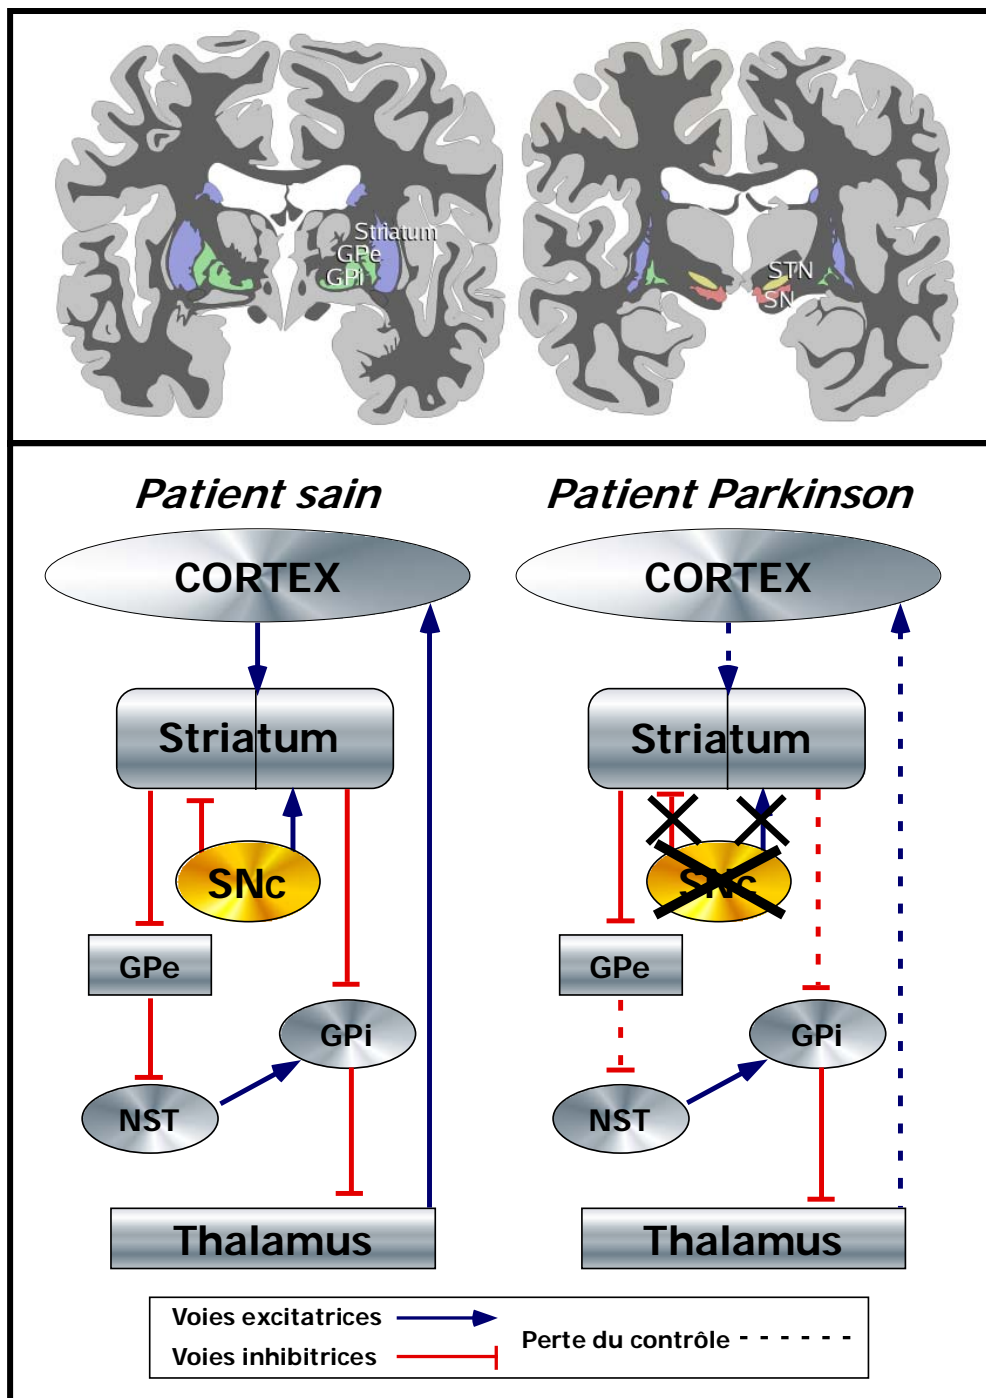 Striatum
GPe
GPi
STN
SN
Patient sain
CORTEX
Striatum
SNc
GPe
GPi
NST
Thalamus
Patient Parkinson
CORTEX
Striatum
SNc
GPe
GPi
NST
Thalamus
Voies excitatrices
Voies inhibitrices
Perte du contrôle